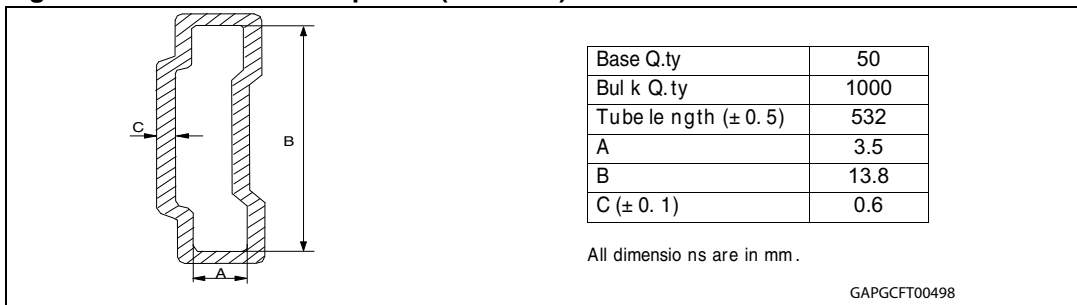 C
B
A
Base Q.ty 50
Bul k Q. ty 1000
Tube le ngth (± 0. 5) 532
A 3.5
B 13.8
C (± 0. 1) 0.6
All dimensio ns are in mm .
GAPGCFT00498